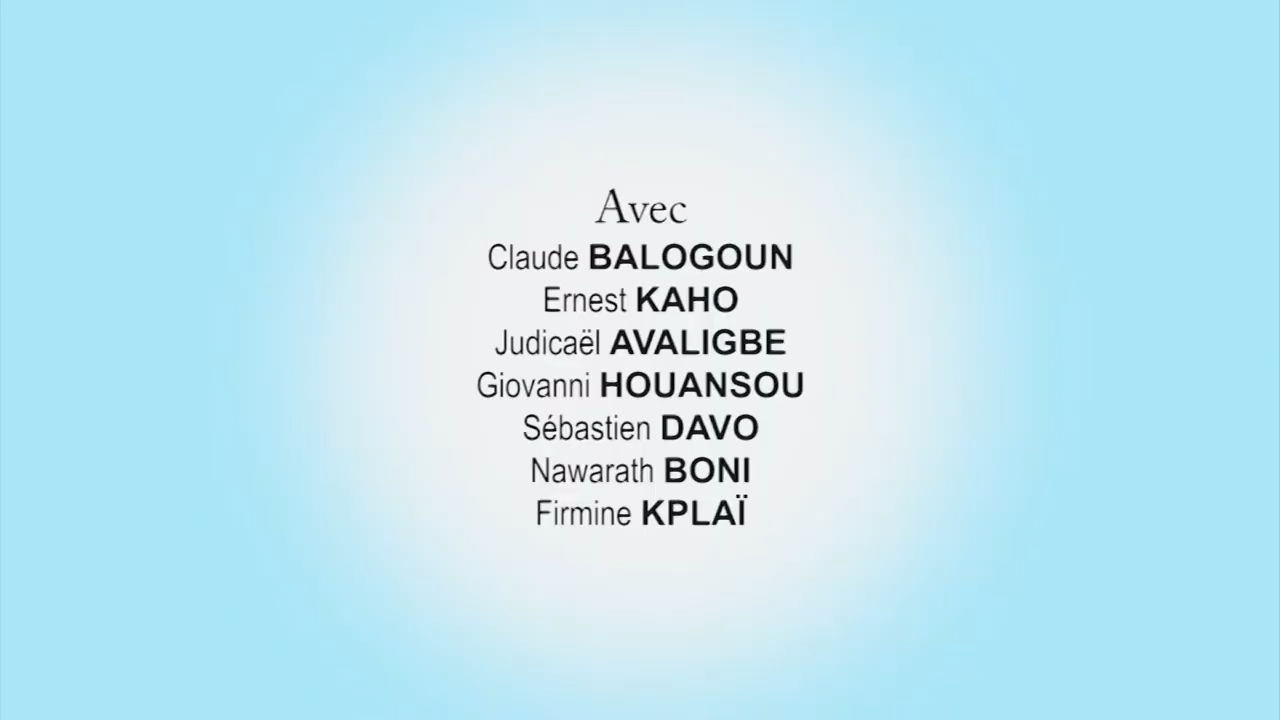 Avec
Claude BALOGOUN
Ernest KAHO
Judicaël AVALIGBE
Giovanni HOUANSOU
Sébastien DAVO
Nawarath BONI
Firmine KPLAÏ